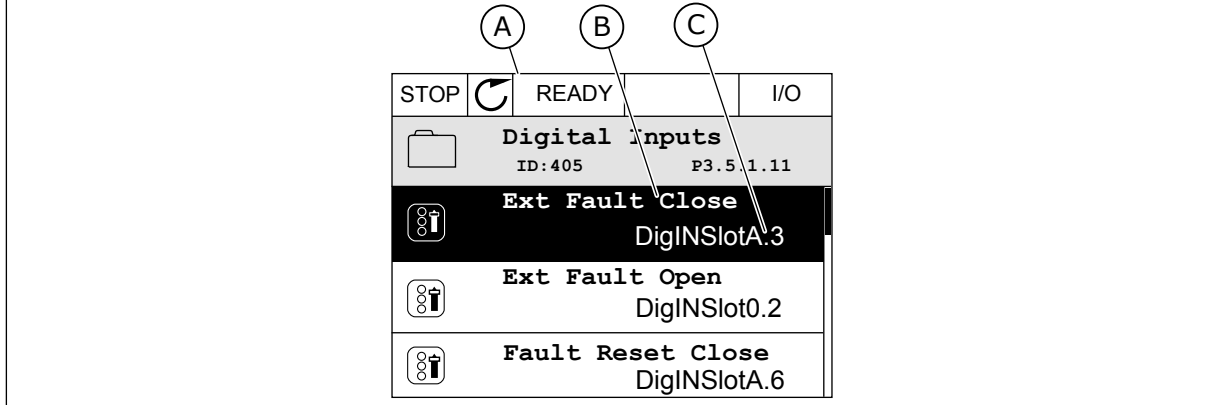 A B C
STOP READY I/O
Digital Inputs
ID:405 P3.5.1.11
Ext Fault Close
DigINSlotA.3
Ext Fault Open
DigINSlot0.2
Fault Reset Close
DigINSlotA.6